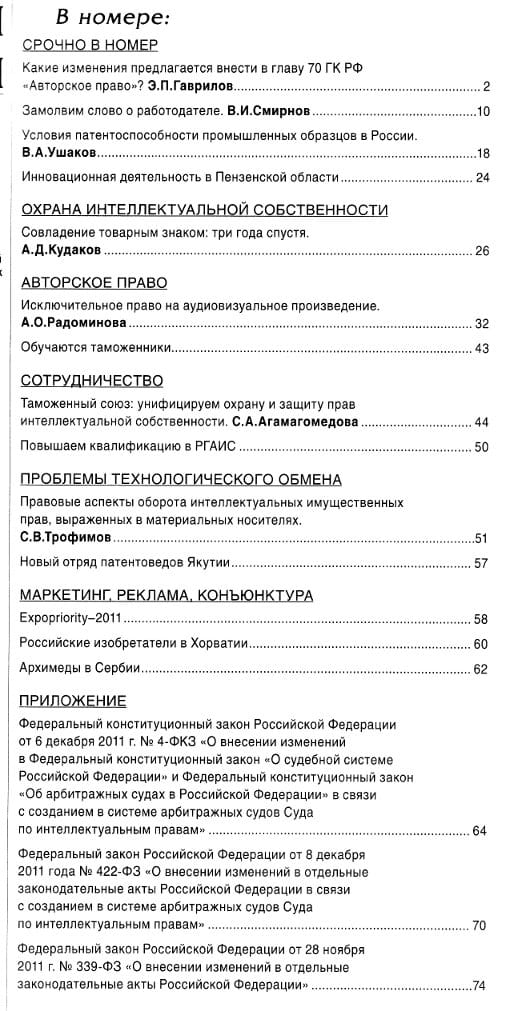 В номере:
СРОЧНО В НОМЕР
Какие изменения предлагается внести в главу 70 ГК РФ
«Авторское право»? Э.П.Гаврилов........ 2
Замолвим слово о работодателе. В.И.Смирнов........10
Условия патентоспособности промышленных образцов в России.
В.А.Ушаков........18
Инновационная деятельность в Пензенской области........ 24
ОХРАНА ИНТЕЛЛЕКТУАЛЬНОЙ СОБСТВЕННОСТИ
Совладение товарным знаком: три года спустя.
А.Д.Кудаков........ 26
АВТОРСКОЕ ПРАВО
Исключительное право на аудиовизуальное произведение.
А.О.Радоминова........ 32
Обучаются таможенники........ 43
СОТРУДНИЧЕСТВО
Таможенный союз: унифицируем охрану и защиту прав
интеллектуальной собственности. С.А.Агамагомедова........ 44
Повышаем квалификацию в РГАИС........ 50
ПРОБЛЕМЫ ТЕХНОЛОГИЧЕСКОГО ОБМЕНА
Правовые аспекты оборота интеллектуальных имущественных
прав, выраженных в материальных носителях.
С.В.Трофимов........51
Новый отряд патентоведов Якутии........57
МАРКЕТИНГ, РЕКЛАМА, КОНЪЮНКТУРА
Expopriority–2011........ 58
Российские изобретатели в Хорватии........ 60
Архимеды в Сербии........ 62
ПРИЛОЖЕНИЕ
Федеральный конституционный закон Российской Федерации
от 6 декабря 2011 г. № 4-ФКЗ «О внесении изменений
в Федеральный конституционный закон «О судебной системе
Российской Федерации» и Федеральный конституционный закон
«Об арбитражных судах в Российской Федерации» в связи
с созданием в системе арбитражных судов Суда
по интеллектуальным правам»........ 64
Федеральный закон Российской Федерации от 8 декабря
2011 года № 422-ФЗ «О внесении изменений в отдельные
законодательные акты Российской Федерации в связи
с созданием в системе арбитражных судов Суда
по интеллектуальным правам»........ 70
Федеральный закон Российской Федерации от 28 ноября
2011 г. № 339-ФЗ «О внесении изменений в отдельные
законодательные акты Российской Федерации»........74